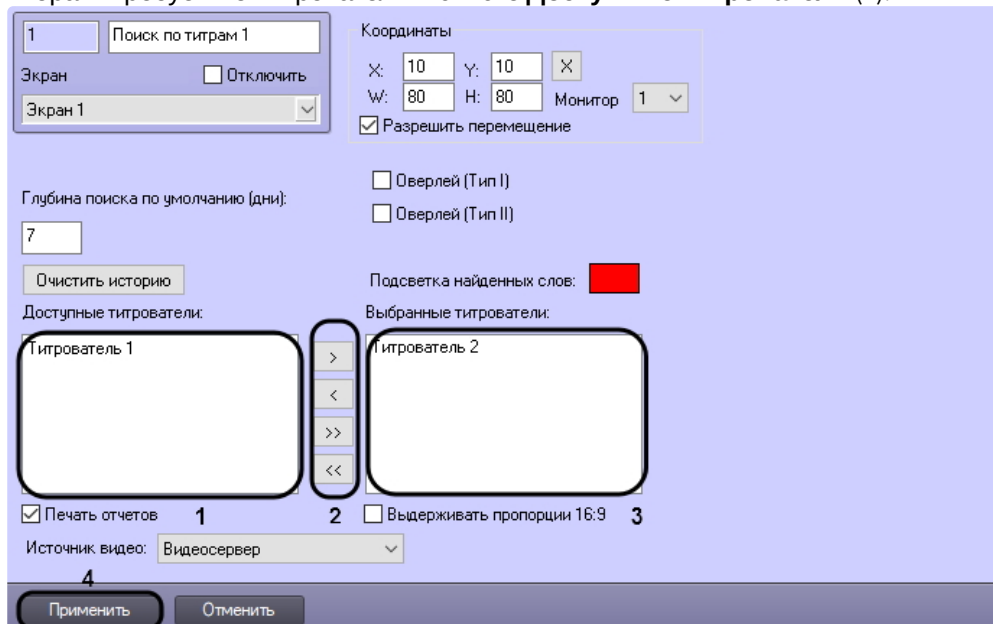 1 Поиск по титрам 1
Экран Отключить
Экран 1
Координаты
X: 10 Y: 10 X
W: 80 H: 80 Монитор 1
Разрешить перемещение
Оверлей (Тип I)
Оверлей (Тип II)
Глубина поиска по умолчанию (дни):
7
Очистить историю
Подсветка найденных слов:
Доступные титрователи:
Выбранные титрователи:
Титрователь 1
>
<
>>
<<
Титрователь 2
Печать отчетов 1
2
Выдерживать пропорции 16:9 3
Источник видео: Видеосервер
4
Применить Отменить